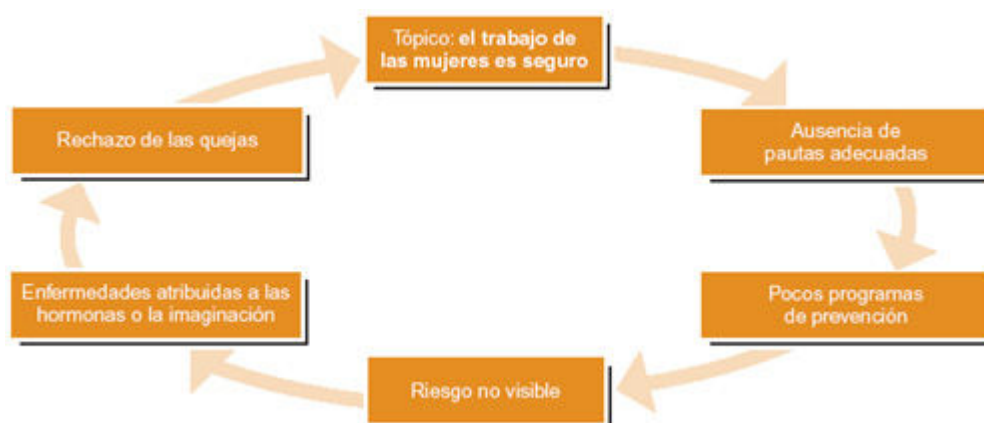 Tópico: el trabajo de
las mujeres es seguro
Ausencia de
pautas adecuadas
Pocos programas
de prevención
Riesgo no visible
Enfermedades atribuidas a las
hormonas o la imaginación
Rechazo de las quejas